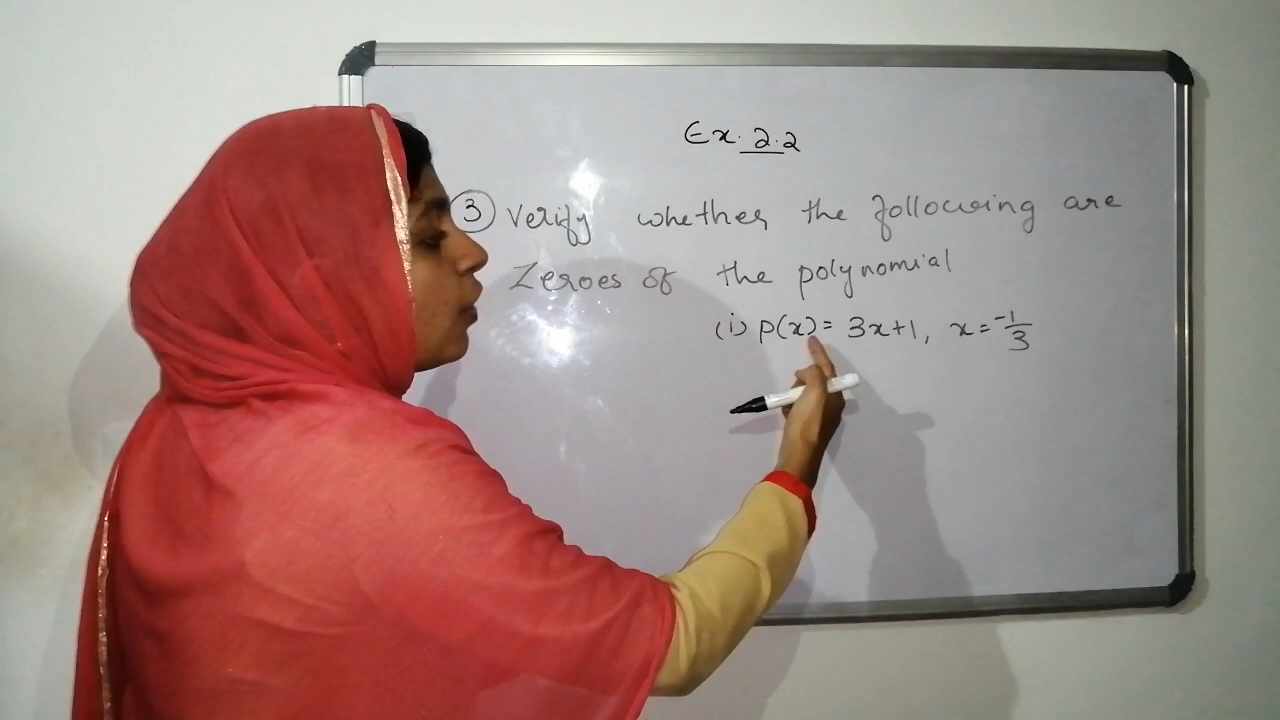 Ex. 2.2
3 Verify whether the following are
Zeroes of the polynomial
(i) p(x) = 3x+1, x = -1/3